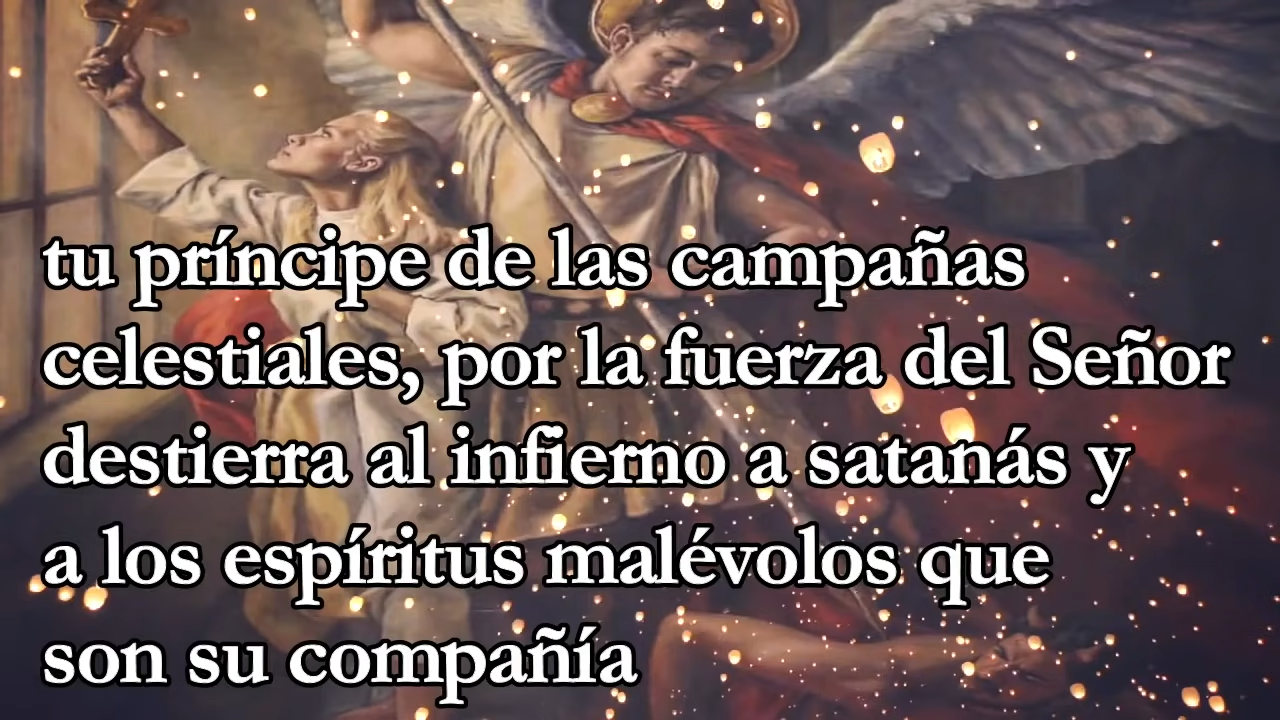 tu príncipe de las campañas
celestiales, por la fuerza del Señor
destierra al infierno a satanás y
a los espíritus malévolos que
son su compañía